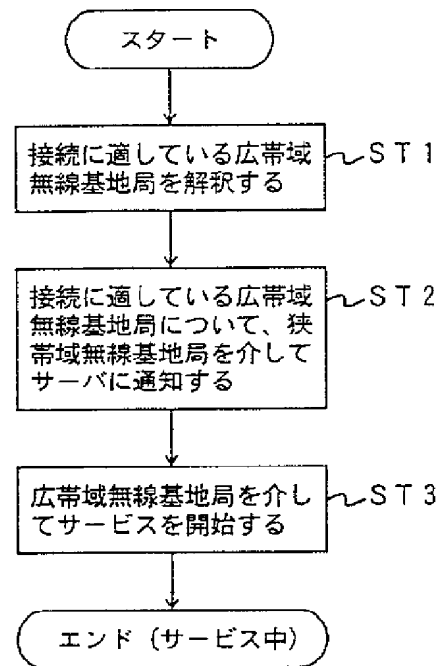 スタート
接続に適している広帯域
無線基地局を解釈する
ST1
接続に適している広帯域
無線基地局について、狭
帯域無線基地局を介して
サーバに通知する
ST2
広帯域無線基地局を介し
てサービスを開始する
ST3
エンド(サービス中)